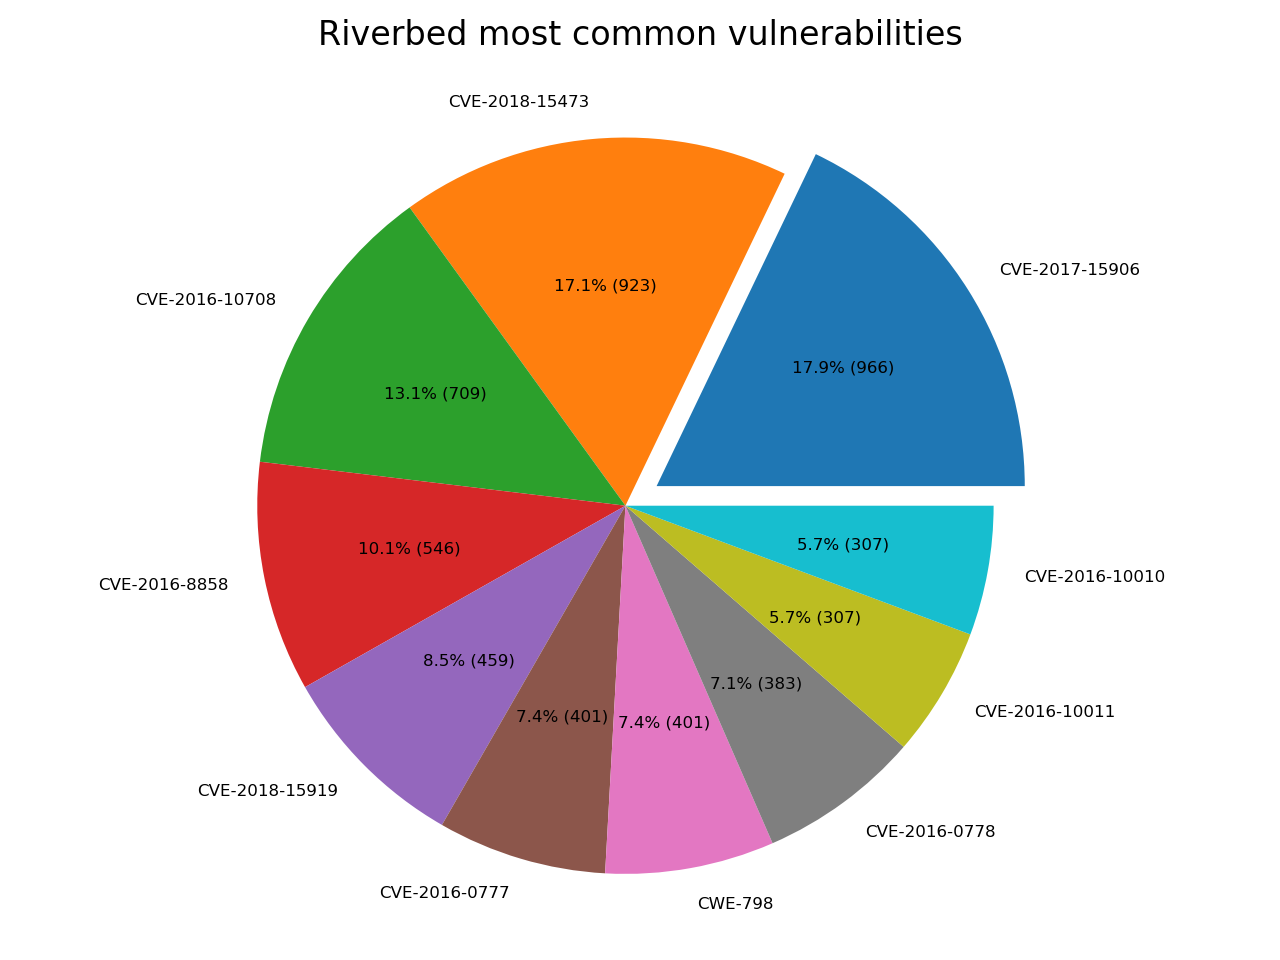 Riverbed most common vulnerabilities
CVE-2018-15473
CVE-2017-15906
CVE-2016-10708
17.1% (923)
17.9% (966)
13.1% (709)
10.1% (546)
5.7% (307)
CVE-2016-10010
CVE-2016-8858
5.7% (307)
8.5% (459)
7.1% (383)
CVE-2016-10011
7.4% (401)
7.4% (401)
CVE-2018-15919
CVE-2016-0778
CVE-2016-0777
CWE-798